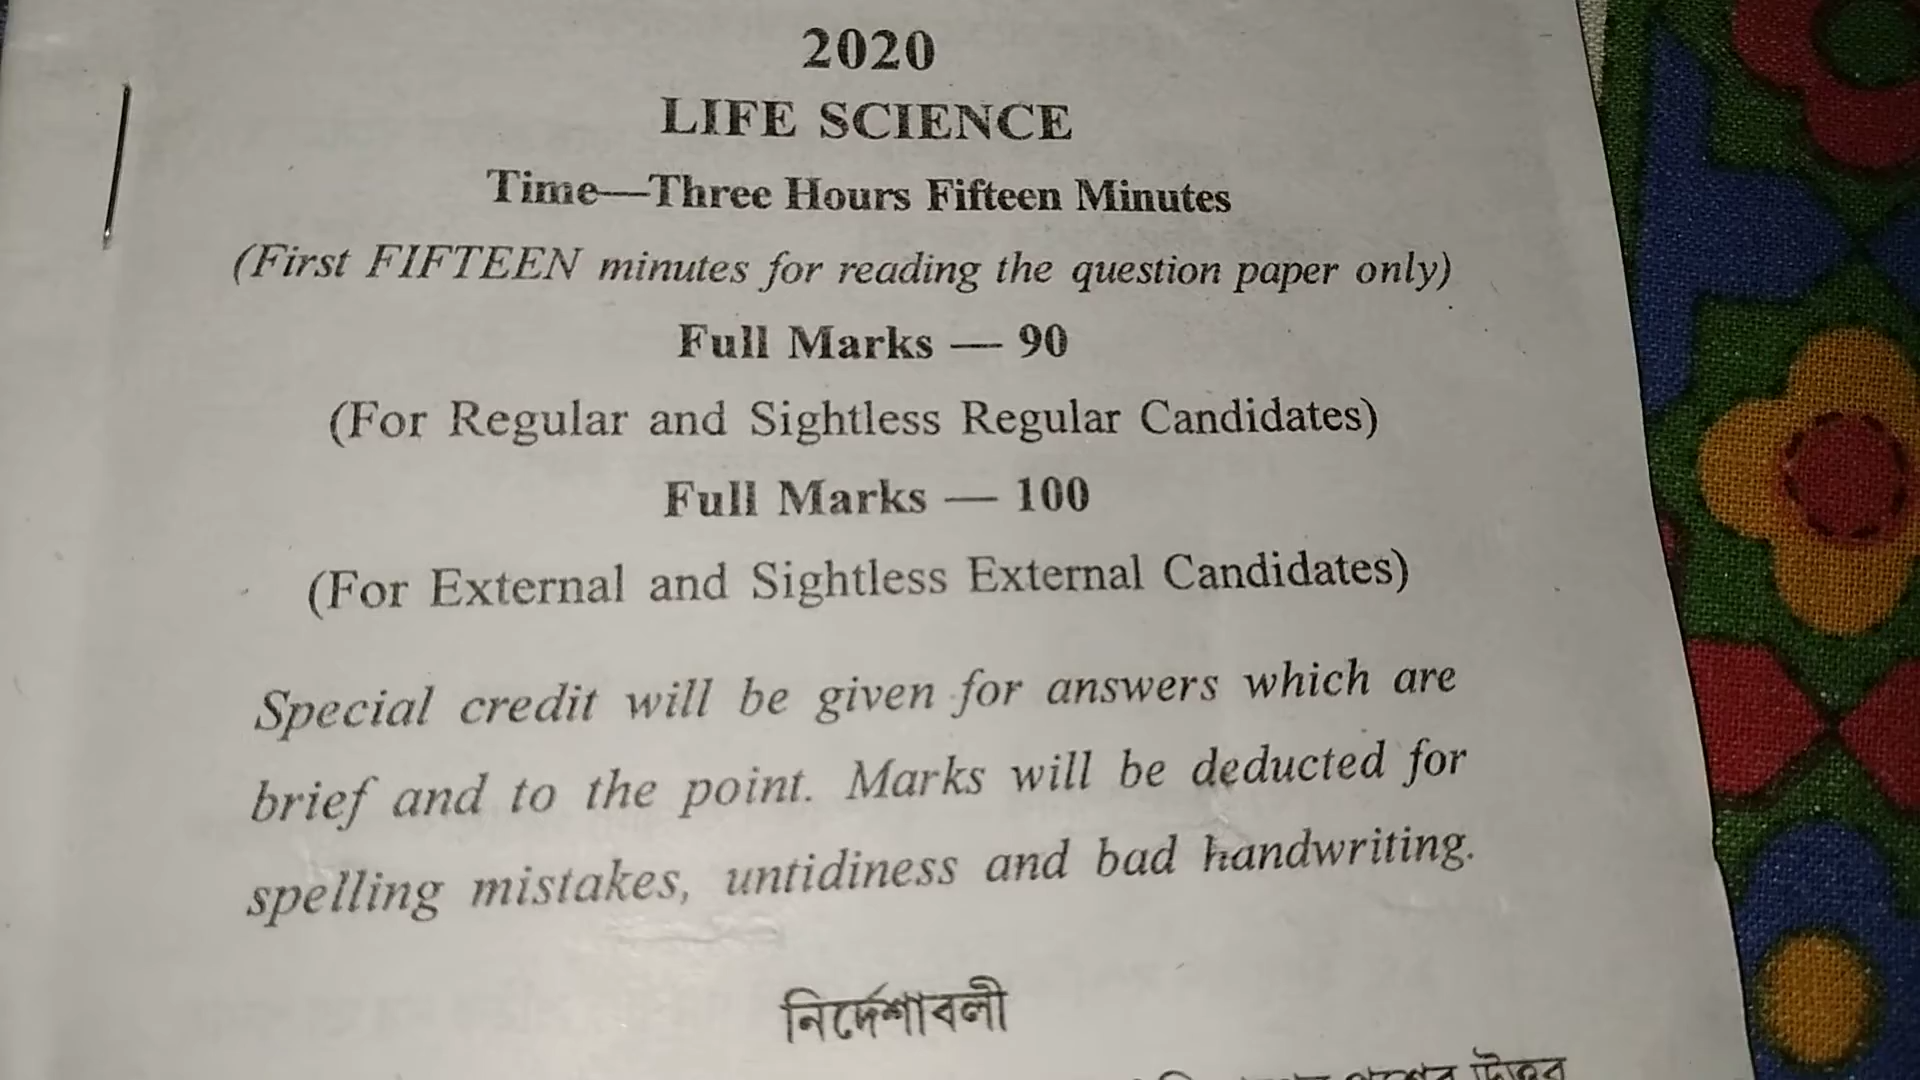 2020
LIFE SCIENCE
Time—Three Hours Fifteen Minutes
(First FIFTEEN minutes for reading the question paper only)
Full Marks — 90
(For Regular and Sightless Regular Candidates)
Full Marks — 100
(For External and Sightless External Candidates)
Special credit will be given for answers which are
brief and to the point. Marks will be deducted for
spelling mistakes, untidiness and bad handwriting.
নির্দেশাবলী